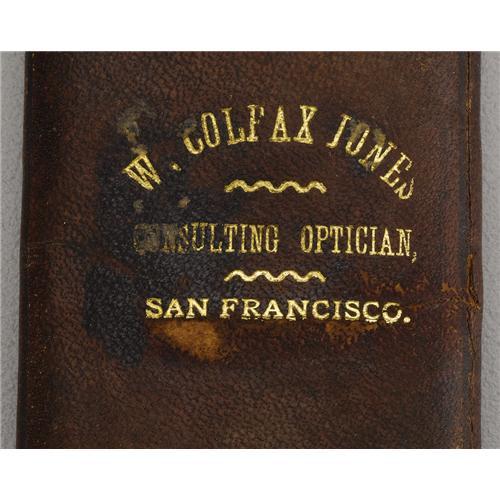 W. COLFAX JONES
CONSULTING OPTICIAN,
SAN FRANCISCO.